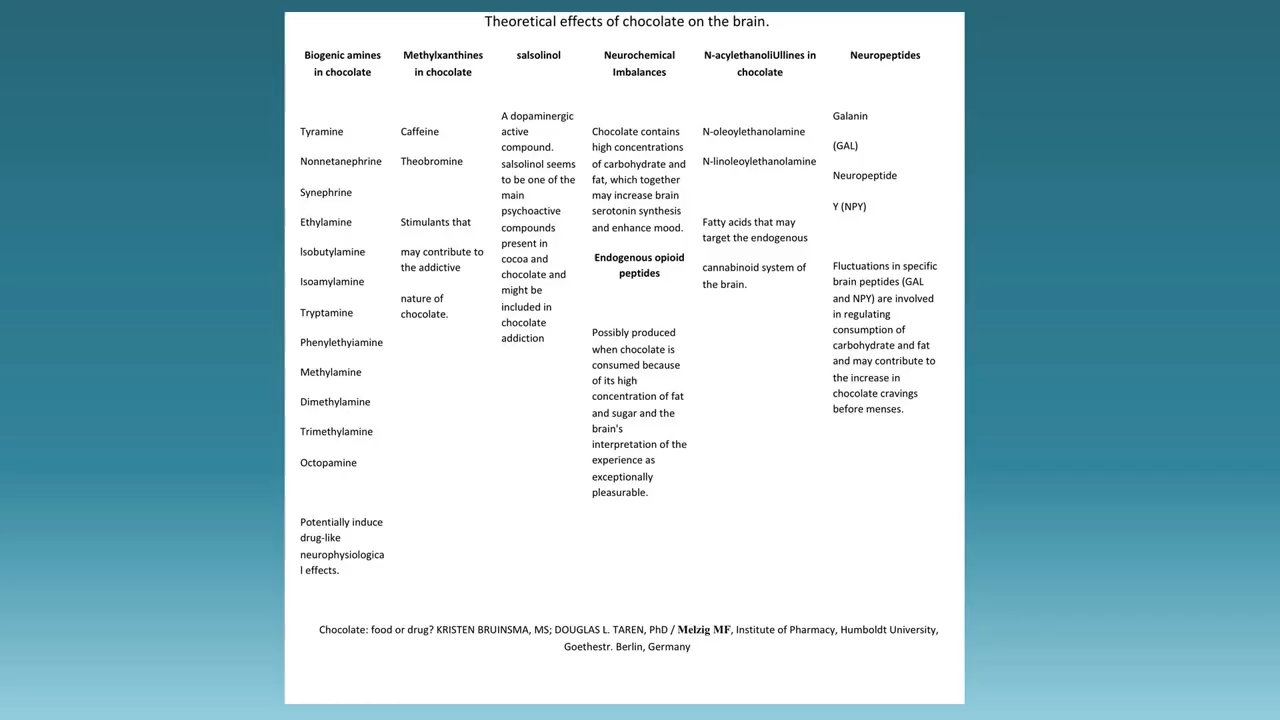 Theoretical effects of chocolate on the brain.
Biogenic amines
in chocolate
Tyramine
Nonnetanephrine
Synephrine
Ethylamine
lsobutylamine
Isoamylamine
Tryptamine
Phenylethyiamine
Methylamine
Dimethylamine
Trimethylamine
Octopamine
Potentially induce
drug-like
neurophysiologica
l effects.
Methylxanthines
in chocolate
Caffeine
Theobromine
Stimulants that
may contribute to
the addictive
nature of
chocolate.
salsolinol
A dopaminergic
active
compound.
salsolinol seems
to be one of the
main
psychoactive
compounds
present in
cocoa and
chocolate and
might be
included in
chocolate
addiction
Neurochemical
Imbalances
Chocolate contains
high concentrations
of carbohydrate and
fat, which together
may increase brain
serotonin synthesis
and enhance mood.
Endogenous opioid
peptides
Possibly produced
when chocolate is
consumed because
of its high
concentration of fat
and sugar and the
brain's
interpretation of the
experience as
exceptionally
pleasurable.
N-acylethanoliUllines in
chocolate
N-oleoylethanolamine
N-linoleoylethanolamine
Fatty acids that may
target the endogenous
cannabinoid system of
the brain.
Neuropeptides
Galanin
(GAL)
Neuropeptide
Y (NPY)
Fluctuations in specific
brain peptides (GAL
and NPY) are involved
in regulating
consumption of
carbohydrate and fat
and may contribute to
the increase in
chocolate cravings
before menses.
Chocolate: food or drug? KRISTEN BRUINSMA, MS; DOUGLAS L. TAREN, PhD / Melzig MF, Institute of Pharmacy, Humboldt University,
Goethestr. Berlin, Germany